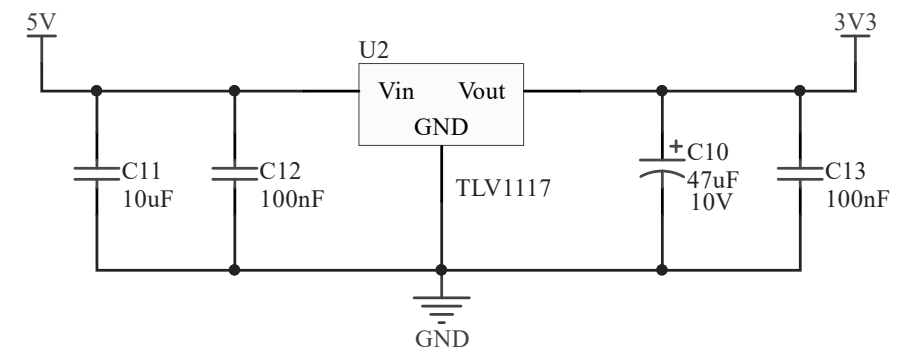 5V
3V3
U2
Vin
Vout
GND
C11
10uF
C12
100nF
TLV1117
+
C10
47uF
10V
C13
100nF
GND